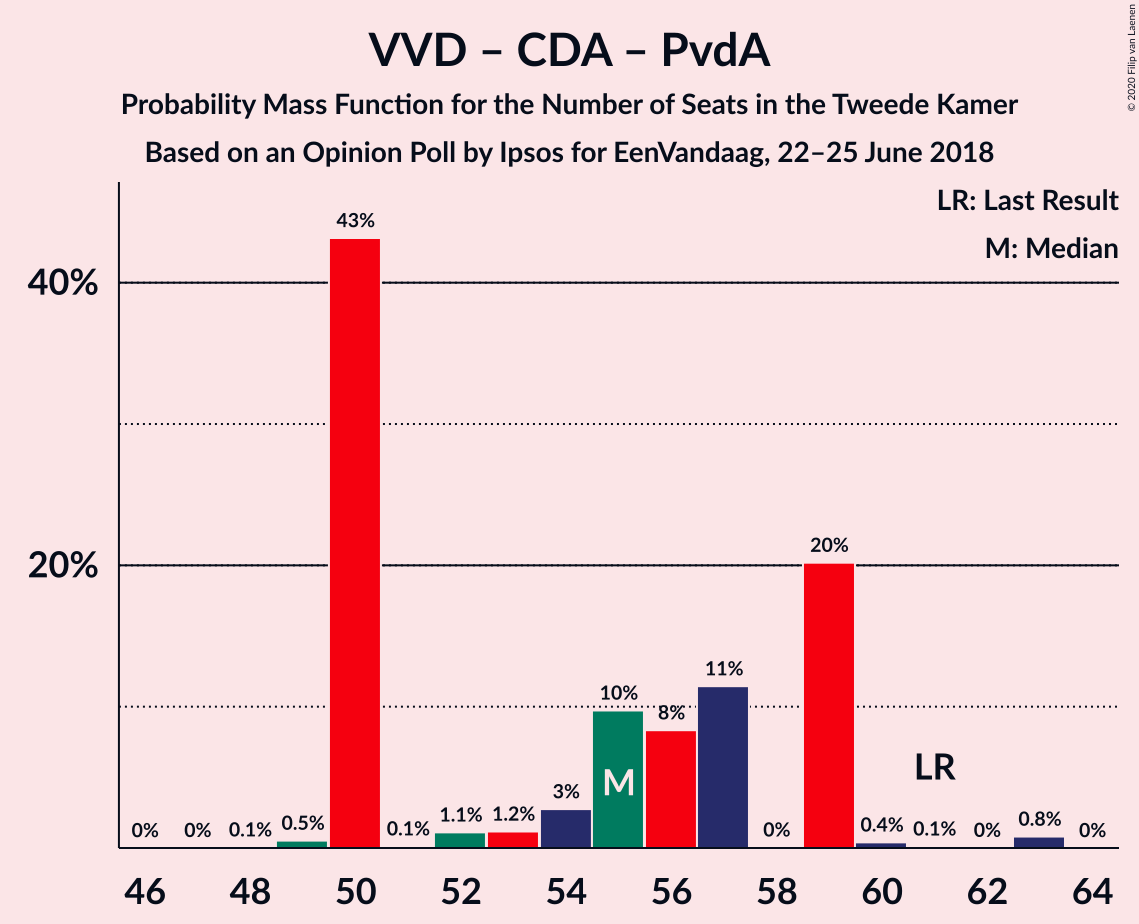 © 2020 Filip van Laenen
VVD – CDA – PvdA
Probability Mass Function for the Number of Seats in the Tweede Kamer
Based on an Opinion Poll by Ipsos for EenVandaag, 22–25 June 2018
LR: Last Result
M: Median
43%
40%
20%
20%
11%
10%
8%
M
LR
3%
0% 0% 0.1% 0.5% 0.1% 1.1% 1.2% 0% 0.4% 0.1% 0% 0.8% 0%
46 48 50 52 54 56 58 60 62 64